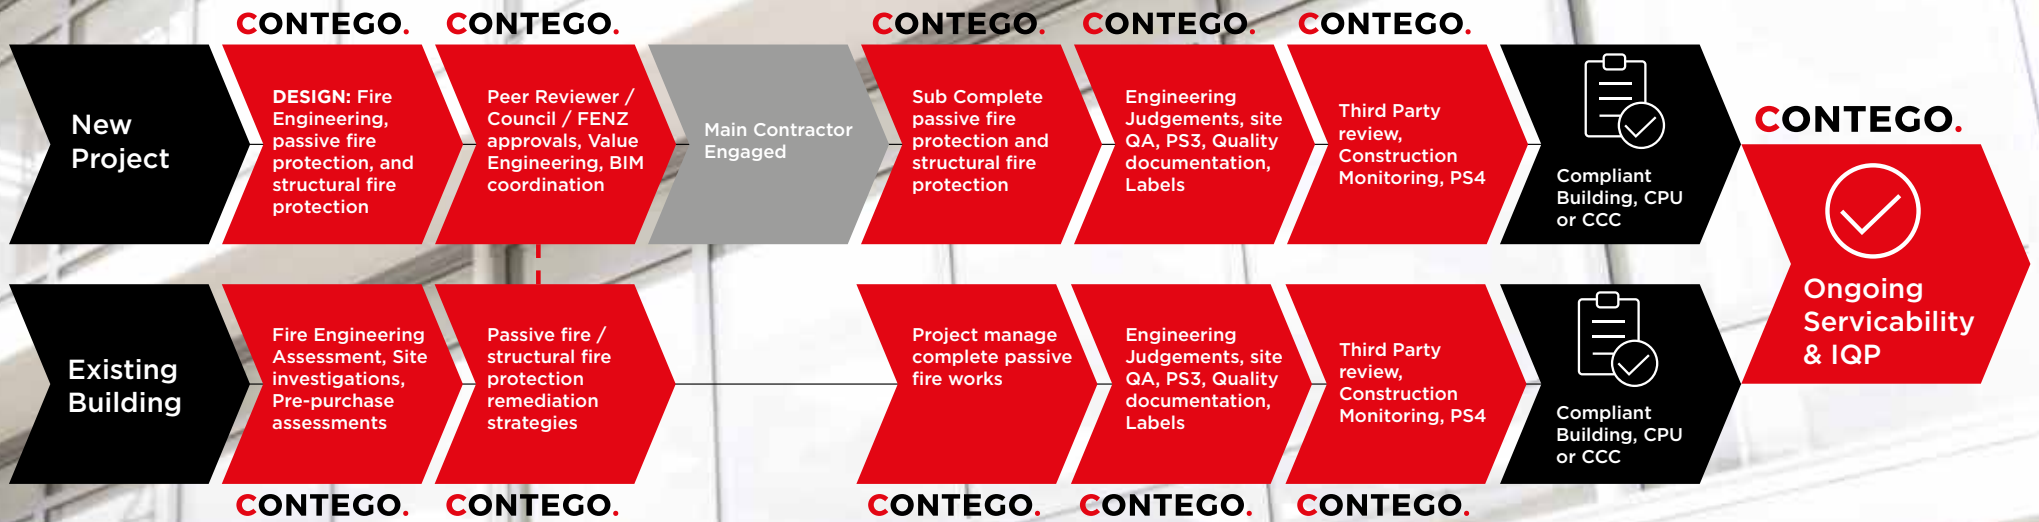 CONTEGO.
CONTEGO.
CONTEGO.
CONTEGO.
CONTEGO.
New
Project
DESIGN: Fire
Engineering,
passive fire
protection, and
structural fire
protection
Peer Reviewer /
Council / FENZ
approvals, Value
Engineering, BIM
coordination
Main Contractor
Engaged
Sub Complete
passive fire
protection and
structural fire
protection
Engineering
Judgements, site
QA, PS3, Quality
documentation,
Labels
Third Party
review,
Construction
Monitoring, PS4
Compliant
Building, CPU
or CCC
CONTEGO.
Ongoing
Servicability
& IQP
Existing
Building
Fire Engineering
Assessment, Site
investigations,
Pre-purchase
assessments
Passive fire /
structural fire
protection
remediation
strategies
Project manage
complete passive
fire works
Engineering
Judgements, site
QA, PS3, Quality
documentation,
Labels
Third Party
review,
Construction
Monitoring, PS4
Compliant
Building, CPU
or CCC
CONTEGO.
CONTEGO.
CONTEGO.
CONTEGO.
CONTEGO.